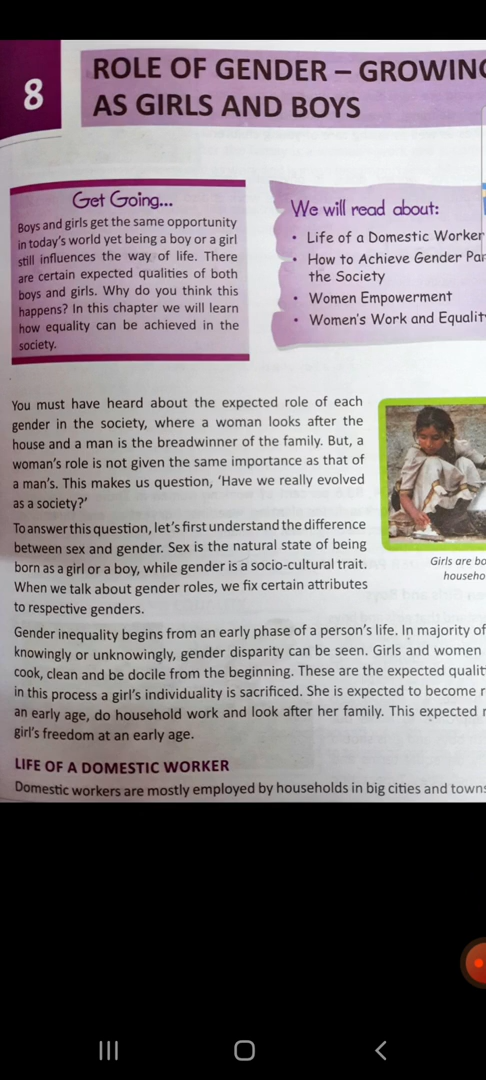 8
ROLE OF GENDER – GROWING
AS GIRLS AND BOYS
Get Going...
Boys and girls get the same opportunity
in today's world yet being a boy or a girl
still influences the way of life. There
are certain expected qualities of both
boys and girls. Why do you think this
happens? In this chapter we will learn
how equality can be achieved in the
society.
We will read about:
• Life of a Domestic Worker
• How to Achieve Gender
the Society
• Women Empowerment
• Women's Work and
You must have heard about the expected role of each
gender in the society, where a woman looks after the
house and a man is the breadwinner of the family. But, a
woman's role is not given the same importance as that of
a man's. This makes us question, 'Have we really evolved
as a society?'
To answer this question, let's first understand the difference
between sex and gender. Sex is the natural state of being
born as a girl or a boy, while gender is a socio-cultural trait.
When we talk about gender roles, we fix certain attributes
to respective genders.
Girls are
Gender inequality begins from an early phase of a person's life. In majority of
knowingly or unknowingly, gender disparity can be seen. Girls and women
cook, clean and be docile from the beginning. These are the expected
in this process a girl's individuality is sacrificed. She is expected to become
an early age, do household work and look after her family. This expected
girl's freedom at an early age.
LIFE OF A DOMESTIC WORKER
Domestic workers are mostly employed by households in big cities and towns